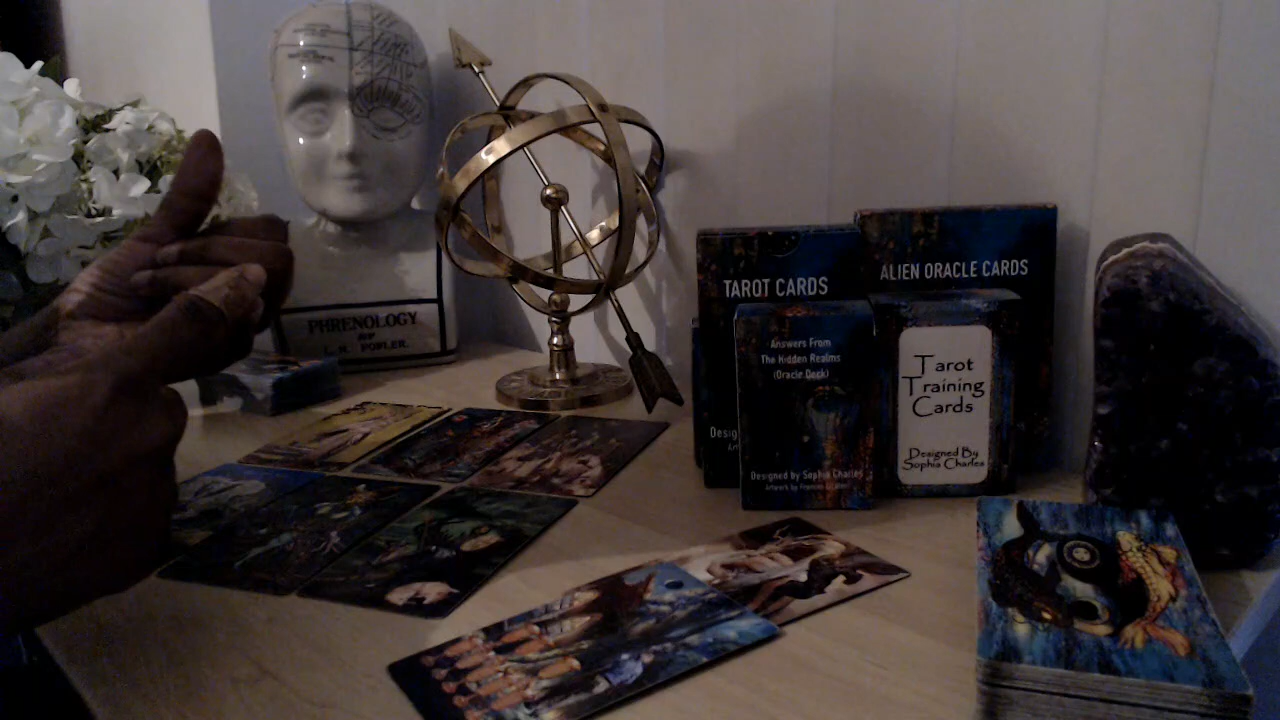 PHRENOLOGY
BY
L. N. FOWLER.
TAROT CARDS
ALIEN ORACLE CARDS
Answers From
The Hidden Realms
(Oracle Deck)
Designed by Sophia Charles
Tarot
Training
Cards
Designed By
Sophia Charles